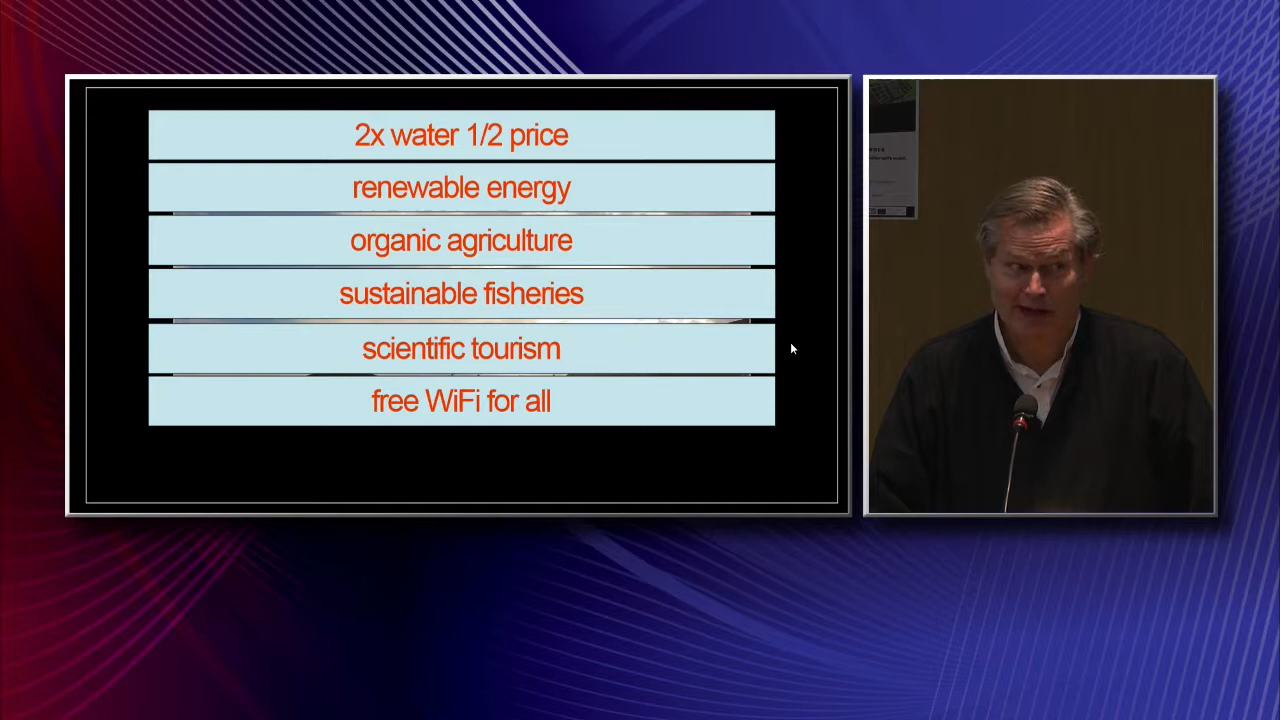 2x water 1/2 price
renewable energy
organic agriculture
sustainable fisheries
scientific tourism
free WiFi for all